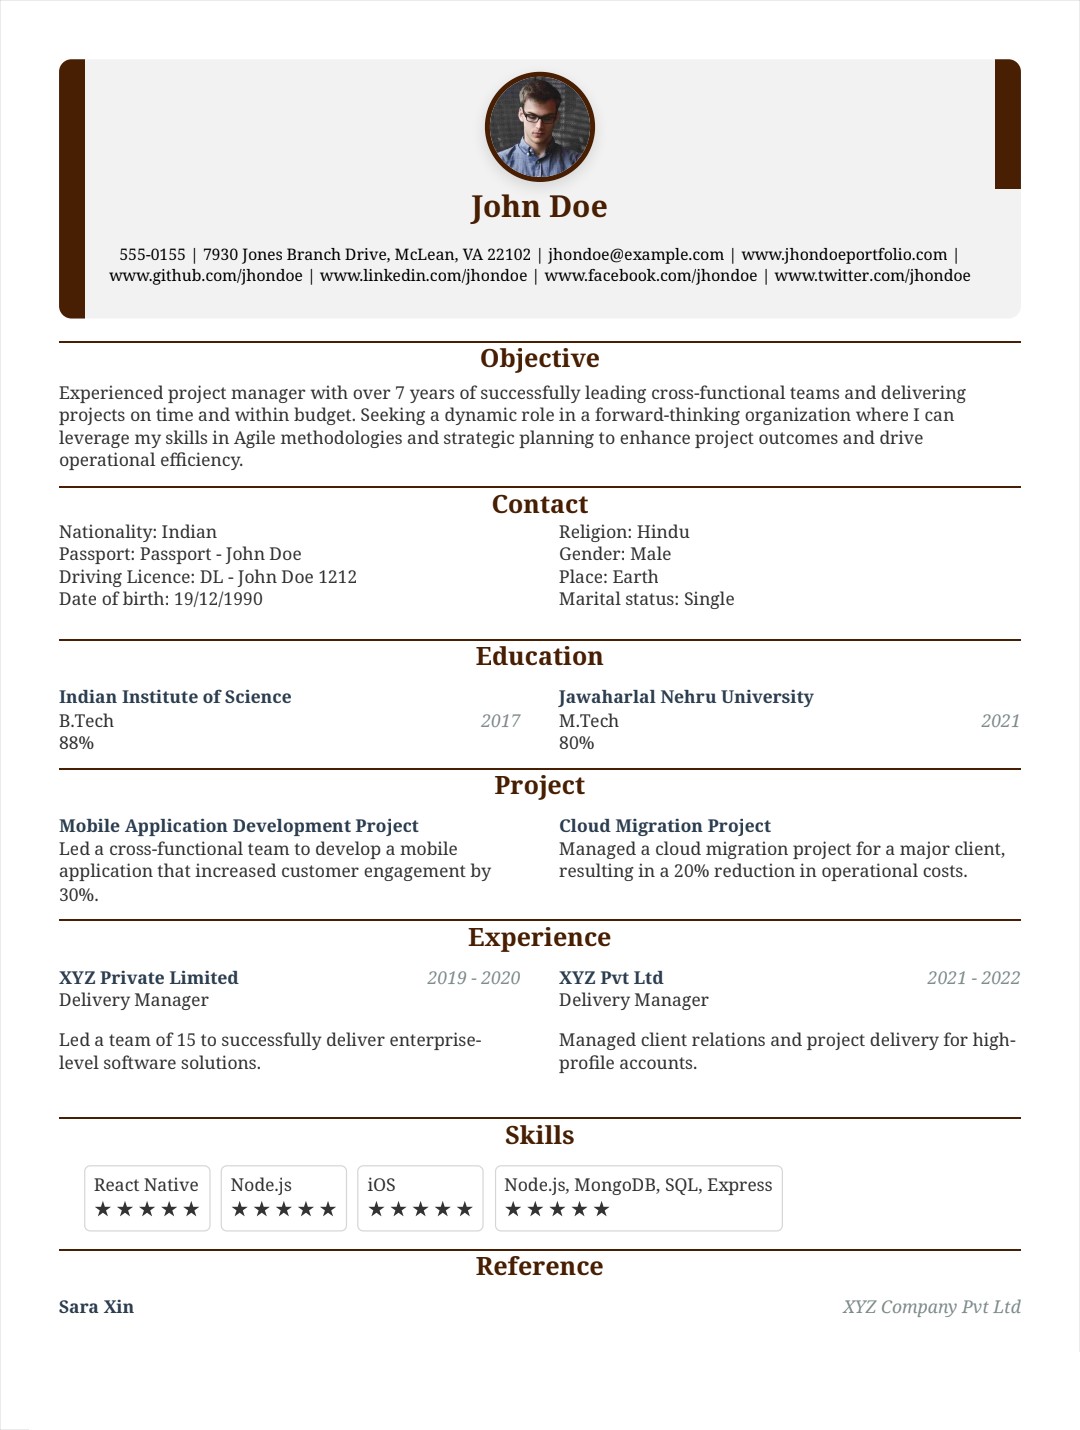 John Doe
555-0155 | 7930 Jones Branch Drive, McLean, VA 22102 | jhondoe@example.com | www.jhondoeportfolio.com |
www.github.com/jhondoe | www.linkedin.com/jhondoe | www.facebook.com/jhondoe | www.twitter.com/jhondoe
Objective
Experienced project manager with over 7 years of successfully leading cross-functional teams and delivering
projects on time and within budget. Seeking a dynamic role in a forward-thinking organization where I can
leverage my skills in Agile methodologies and strategic planning to enhance project outcomes and drive
operational efficiency.
Contact
Nationality: Indian
Passport: Passport - John Doe
Driving Licence: DL - John Doe 1212
Date of birth: 19/12/1990
Religion: Hindu
Gender: Male
Place: Earth
Marital status: Single
Education
Indian Institute of Science
B.Tech 2017
88%
Jawaharlal Nehru University
M.Tech 2021
80%
Project
Mobile Application Development Project
Led a cross-functional team to develop a mobile
application that increased customer engagement by
30%.
Cloud Migration Project
Managed a cloud migration project for a major client,
resulting in a 20% reduction in operational costs.
Experience
XYZ Private Limited 2019 - 2020
Delivery Manager
Led a team of 15 to successfully deliver enterprise-
level software solutions.
XYZ Pvt Ltd 2021 - 2022
Delivery Manager
Managed client relations and project delivery for high-
profile accounts.
Skills
React Native
★ ★ ★ ★ ★
Node.js
★ ★ ★ ★ ★
iOS
★ ★ ★ ★ ★
Node.js, MongoDB, SQL, Express
★ ★ ★ ★ ★
Reference
Sara Xin XYZ Company Pvt Ltd